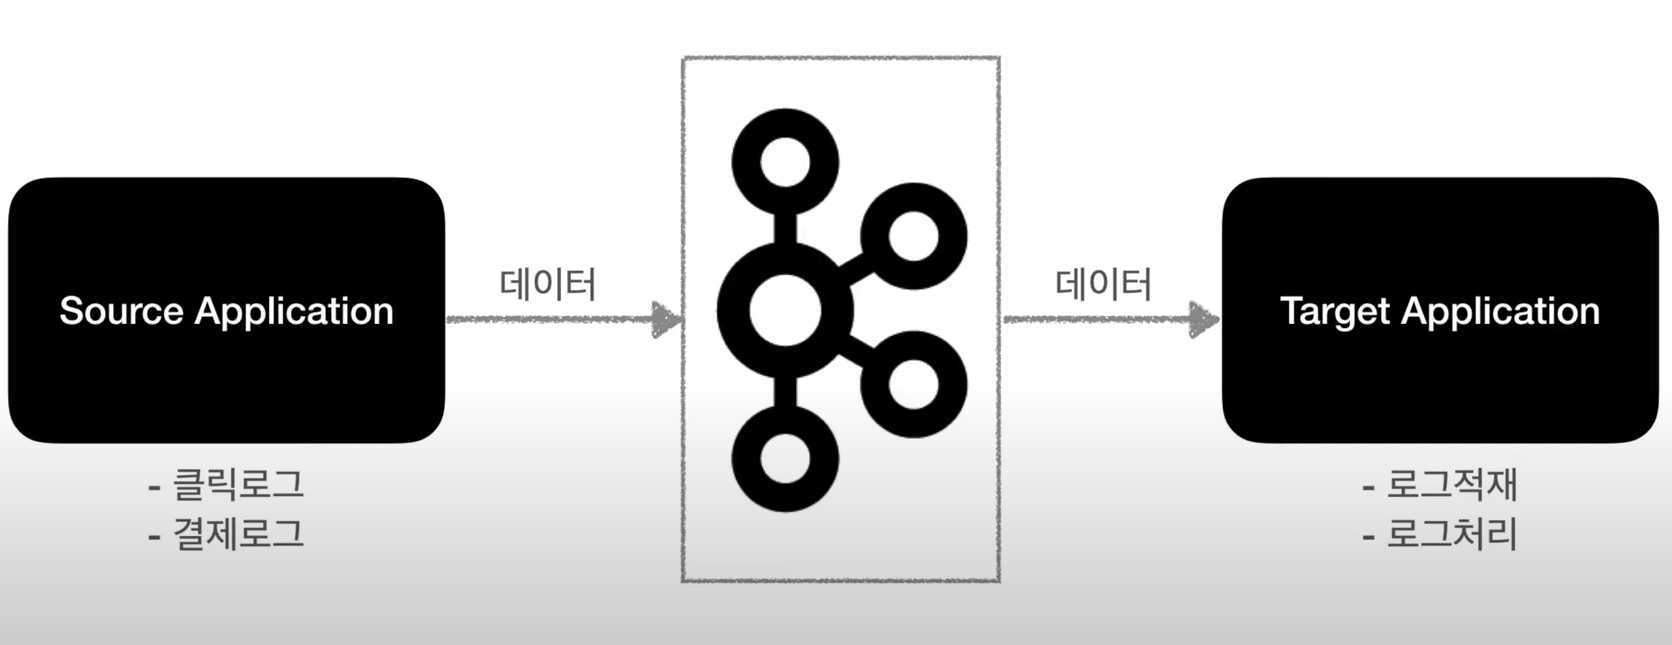 Source Application
- 클릭로그
- 결제로그
데이터
데이터
Target Application
- 로그적재
- 로그처리